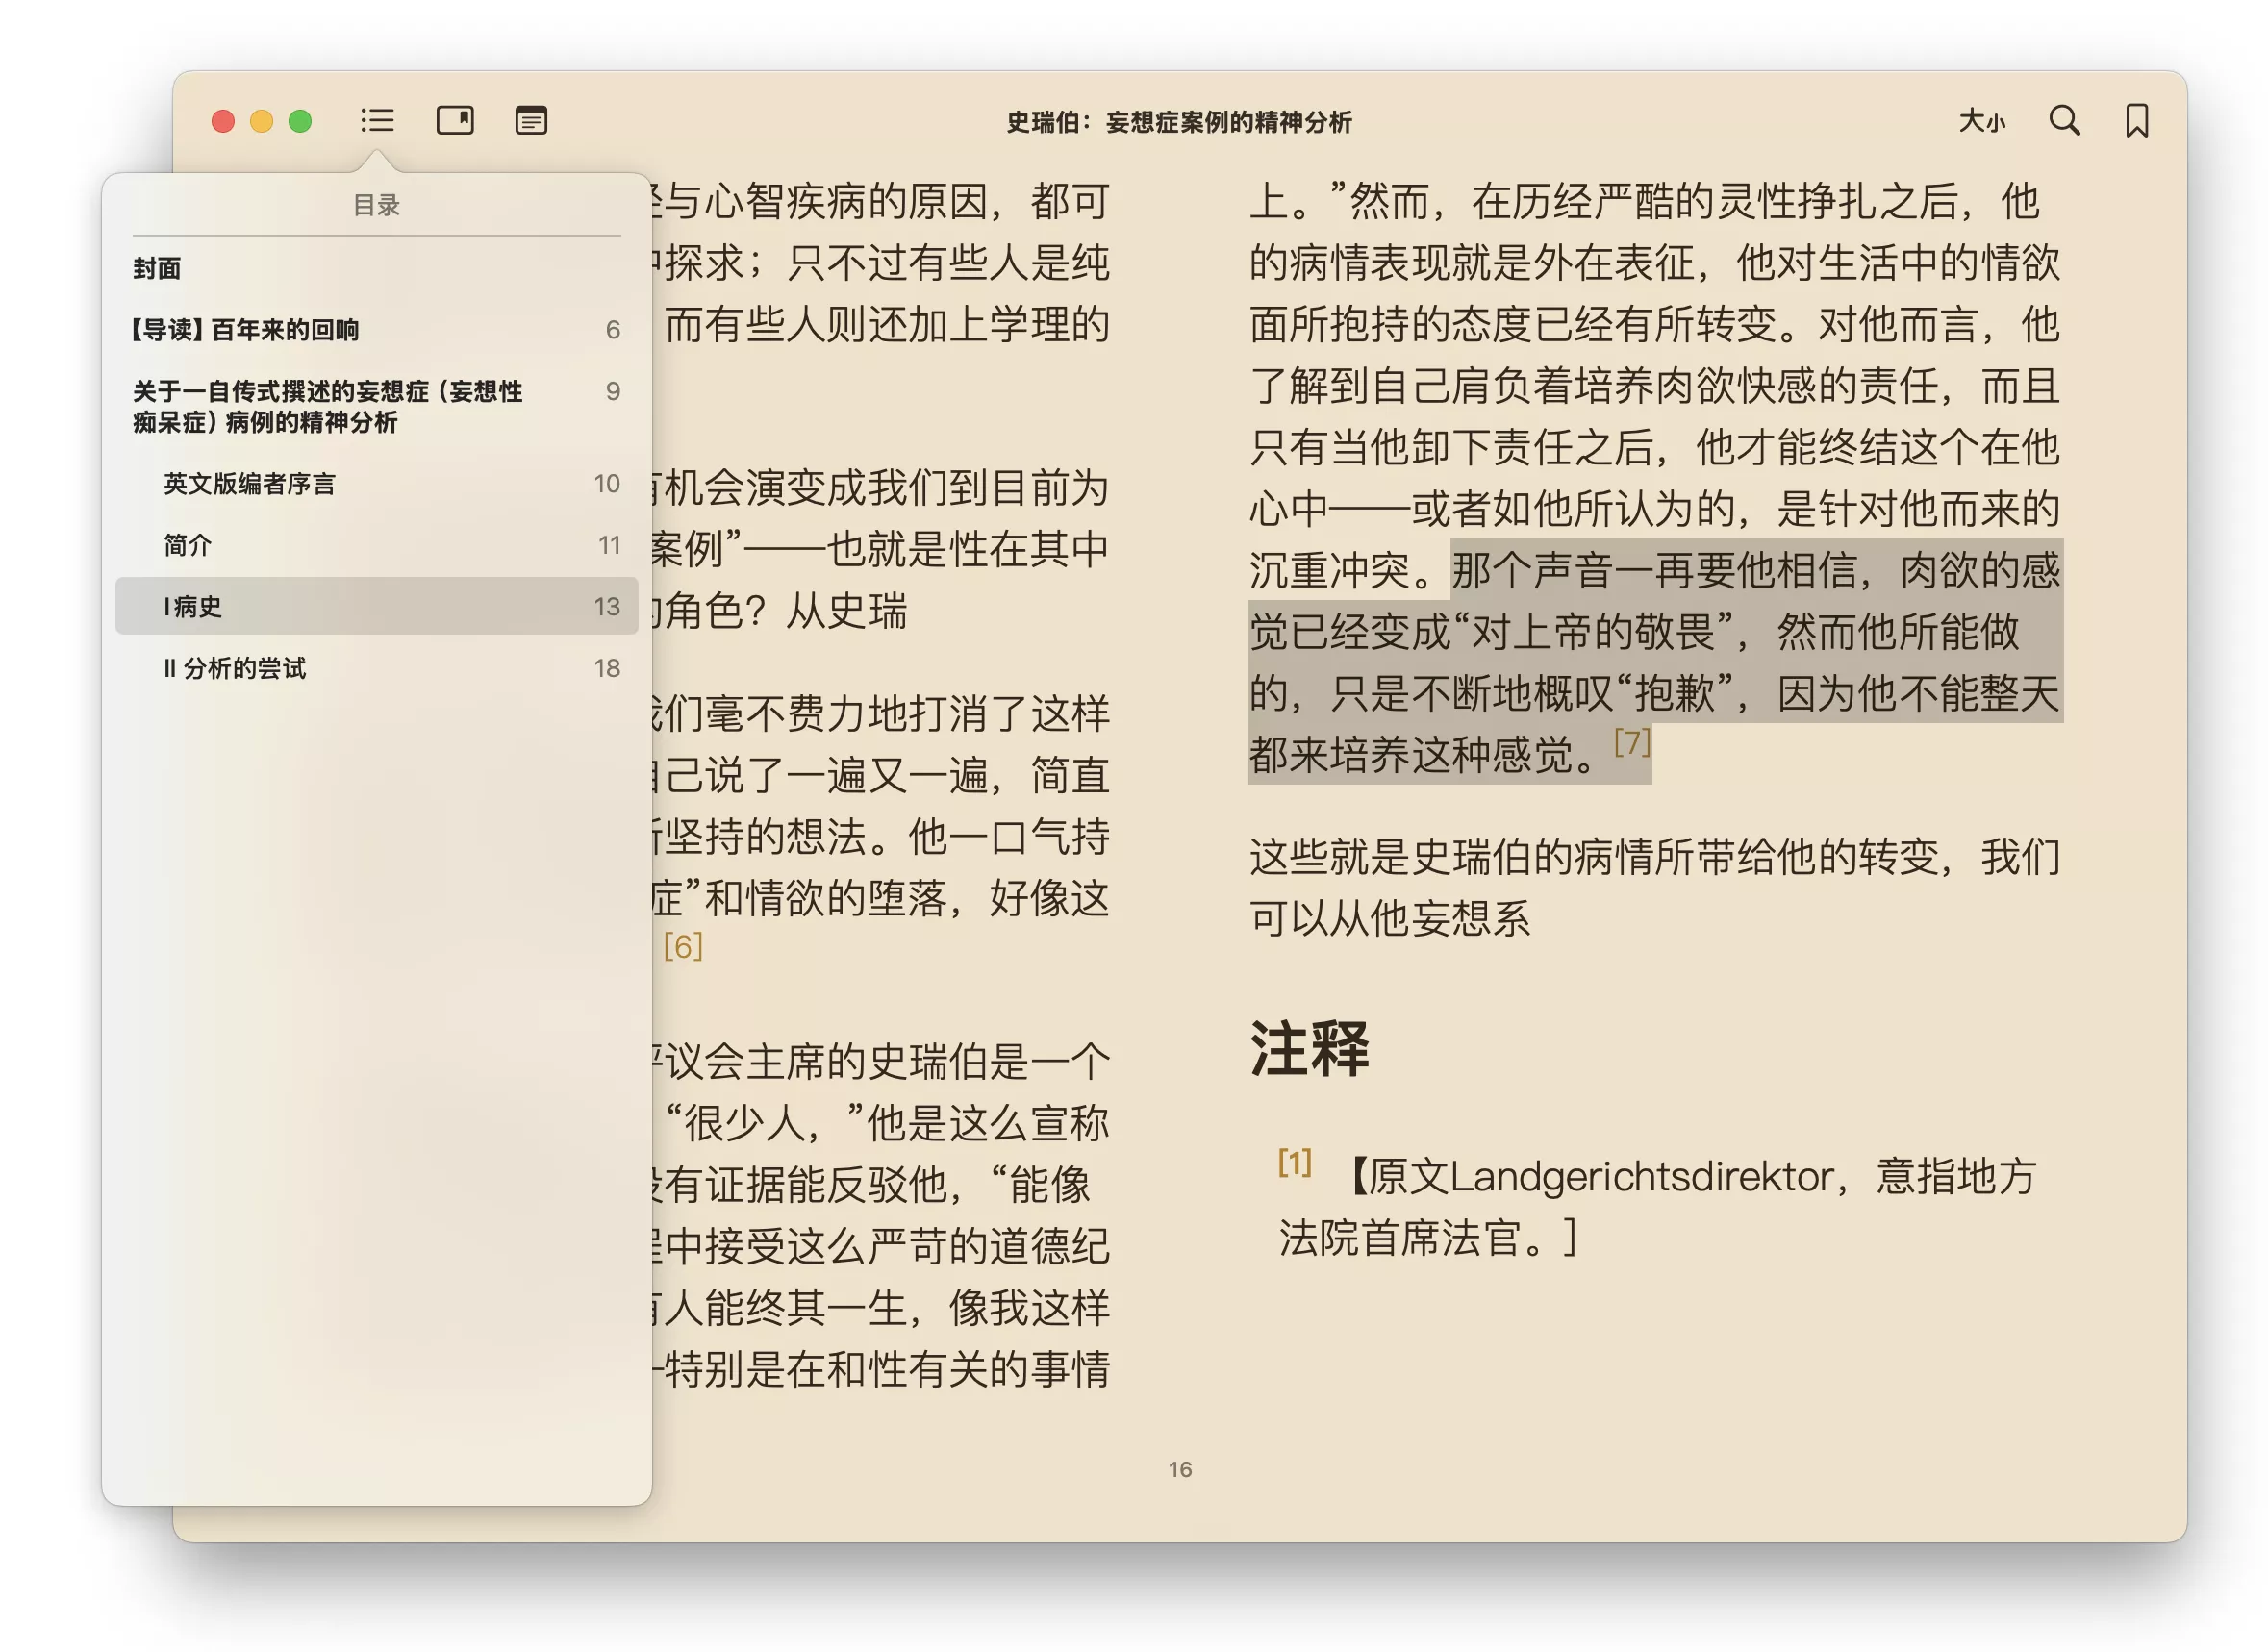 史瑞伯：妄想症案例的精神分析
大小
目录
封面
【导读】百年来的回响 6
关于一自传式撰述的妄想症（妄想性 9
痴呆症）病例的精神分析
英文版编者序言 10
简介 11
I 病史 13
II 分析的尝试 18
与心智疾病的原因，都可
探求；只不过有些人是纯
而有些人则还加上学理的
机会演变成我们到目前为
案例”——也就是性在其中
角色？从史瑞
们毫不费力地打消了这样
己说了一遍又一遍，简直
坚持的想法。他一口气持
症”和情欲的堕落，好像这
[6]
议会主席的史瑞伯是一个
“很少人，”他是这么宣称
有证据能反驳他，“能像
中接受这么严苛的道德纪
人能终其一生，像我这样
特别是在和性有关的事情
上。”然而，在历经严酷的灵性挣扎之后，他
的病情表现就是外在表征，他对生活中的情欲
面所抱持的态度已经有所转变。对他而言，他
了解到自己肩负着培养肉欲快感的责任，而且
只有当他卸下责任之后，他才能终结这个在他
心中——或者如他所认为的，是针对他而来的
沉重冲突。那个声音一再要他相信，肉欲的感
觉已经变成“对上帝的敬畏”，然而他所能做
的，只是不断地概叹“抱歉”，因为他不能整天
都来培养这种感觉。[7]
这些就是史瑞伯的病情所带给他的转变，我们
可以从他妄想系
注释
[1] 【原文Landgerichtsdirektor，意指地方
法院首席法官。]
16